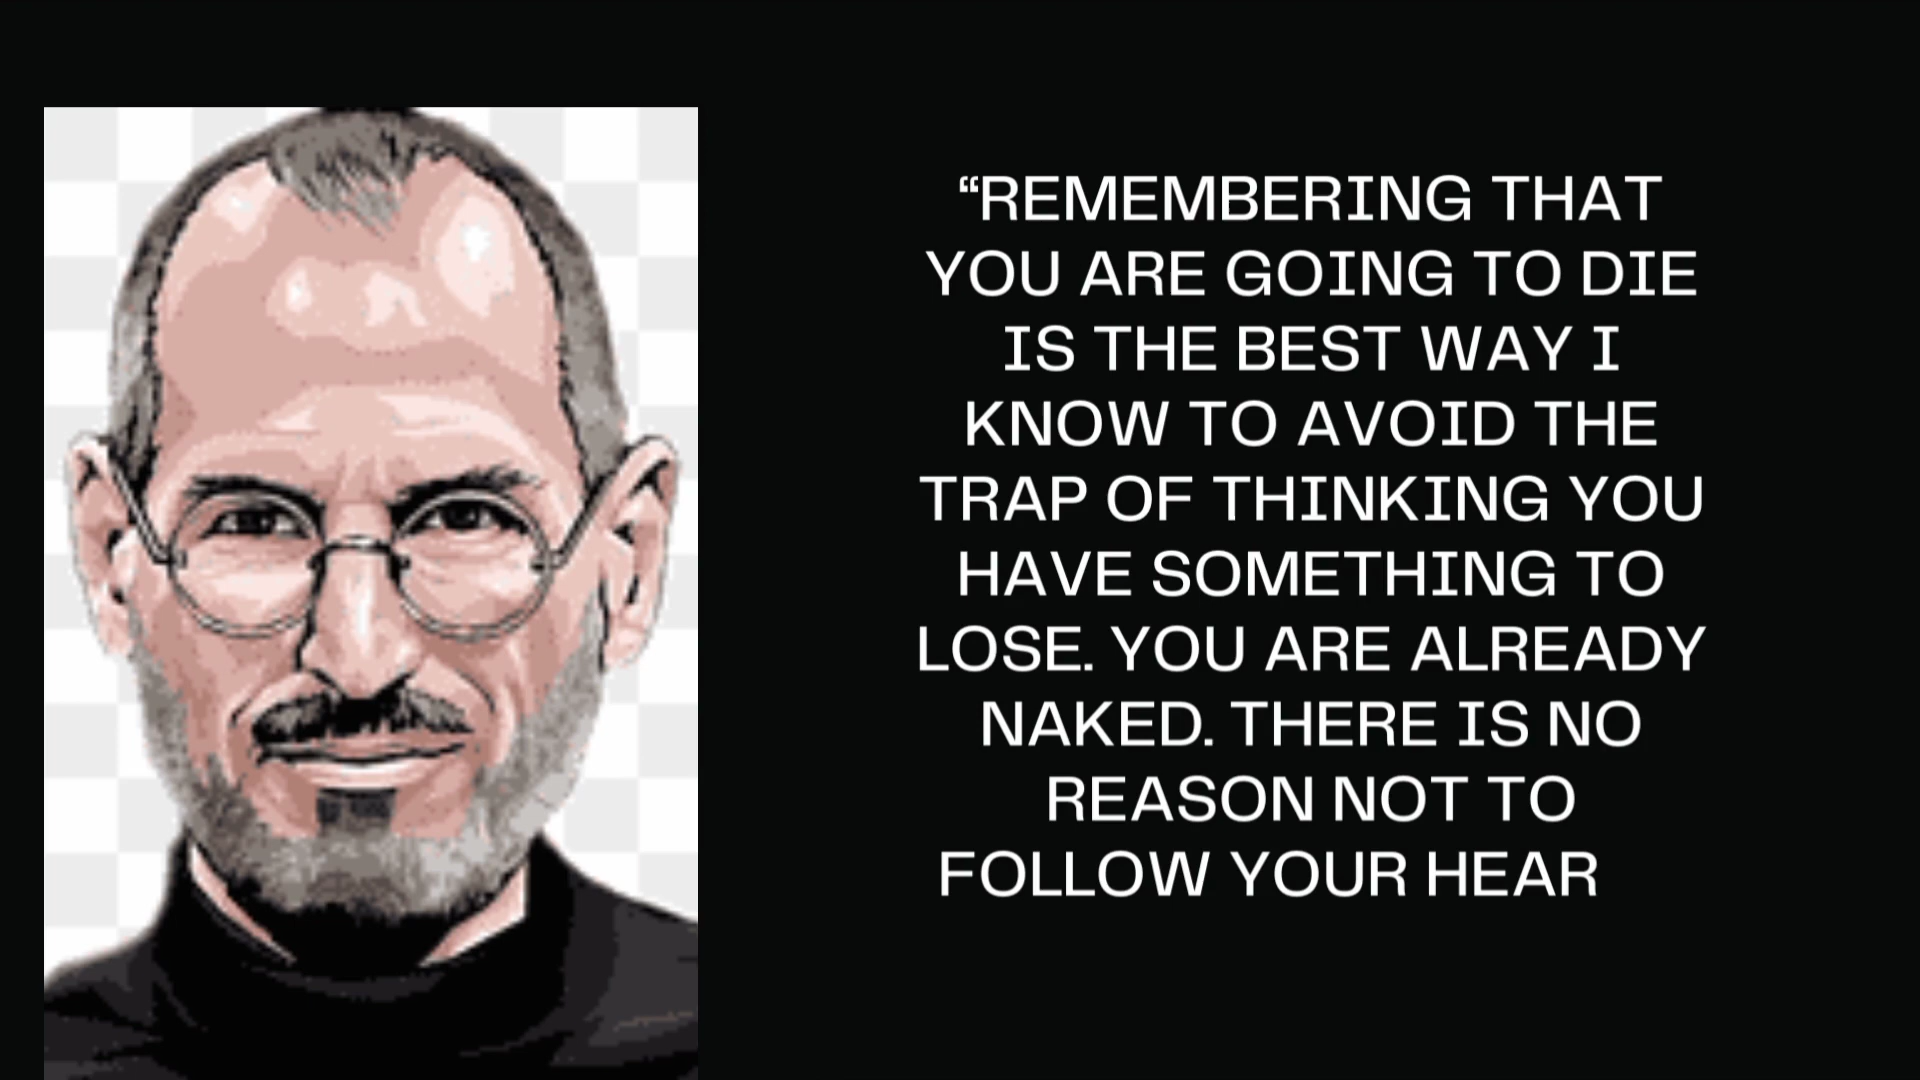 “REMEMBERING THAT
YOU ARE GOING TO DIE
IS THE BEST WAY I
KNOW TO AVOID THE
TRAP OF THINKING YOU
HAVE SOMETHING TO
LOSE. YOU ARE ALREADY
NAKED. THERE IS NO
REASON NOT TO
FOLLOW YOUR HEAR